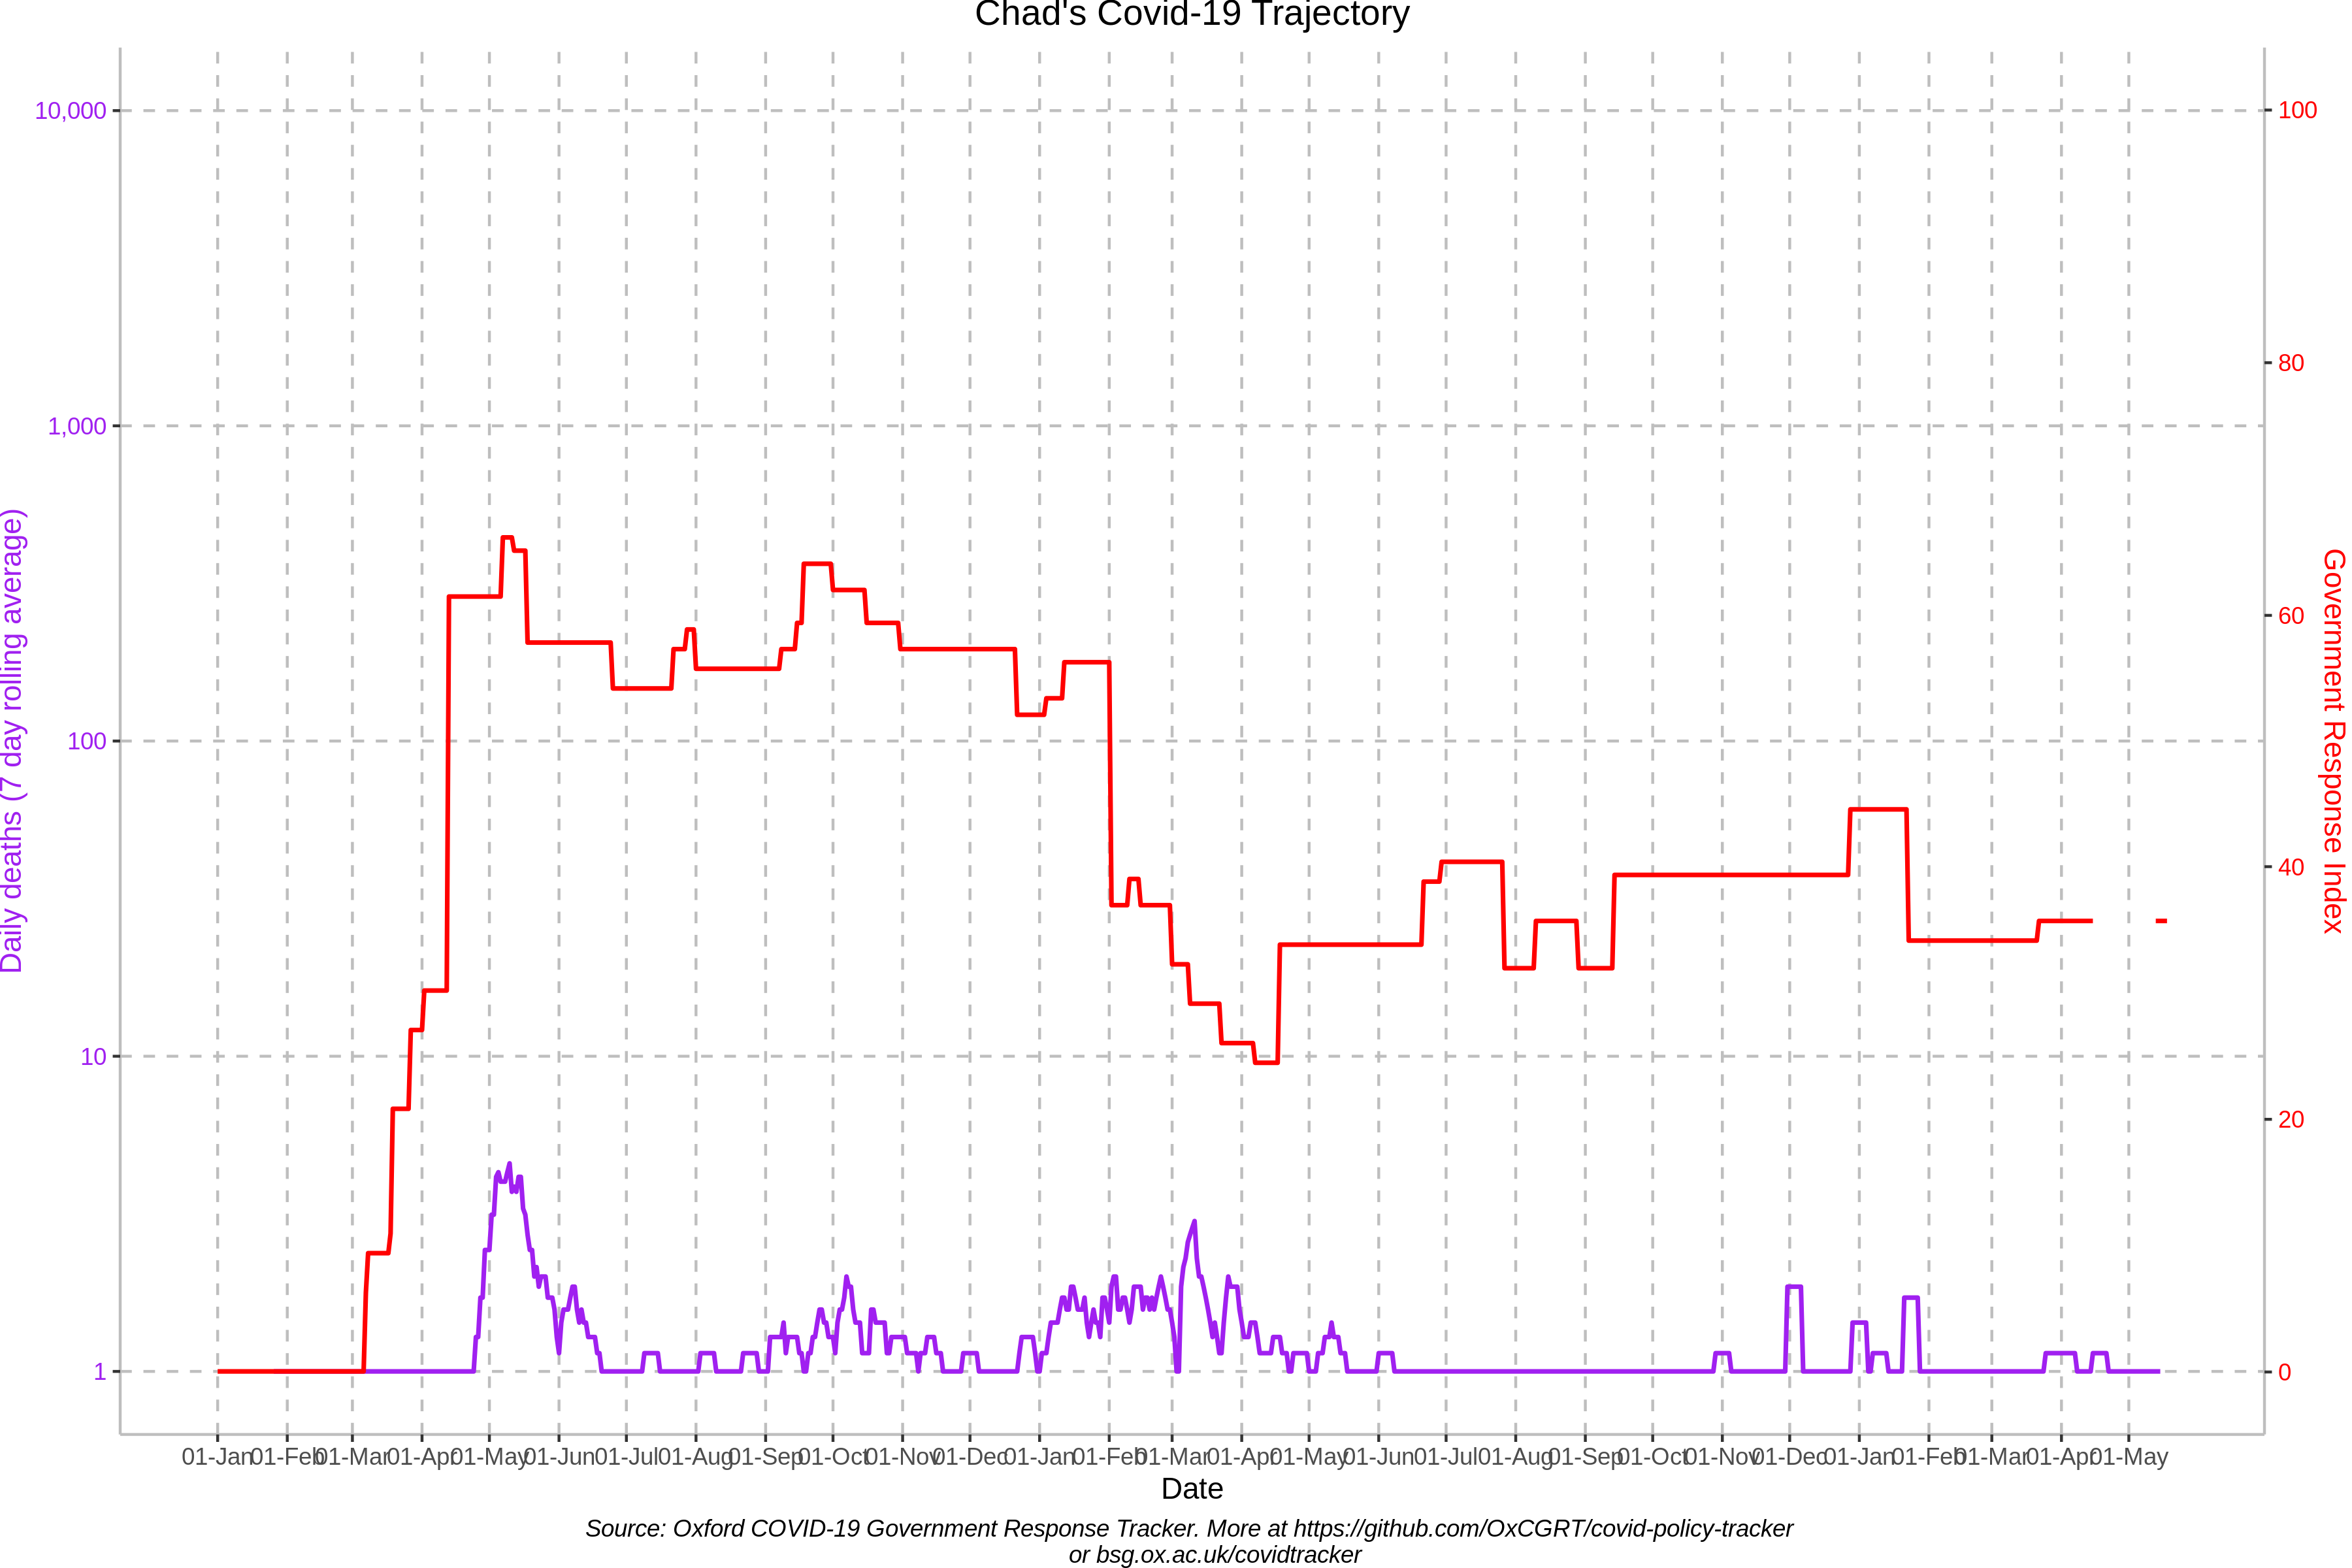 Chad's Covid-19 Trajectory
10,000
1,000
100
10
1
Daily deaths (7 day rolling average)
100
80
60
40
20
0
Government Response Index
01-Jan 01-Feb 01-Mar 01-Apr 01-May 01-Jun 01-Jul 01-Aug 01-Sep 01-Oct 01-Nov 01-Dec 01-Jan 01-Feb 01-Mar 01-Apr 01-May 01-Jun 01-Jul 01-Aug 01-Sep 01-Oct 01-Nov 01-Dec 01-Jan 01-Feb 01-Mar 01-Apr 01-May
Date
Source: Oxford COVID-19 Government Response Tracker. More at https://github.com/OxCGRT/covid-policy-tracker
or bsg.ox.ac.uk/covidtracker